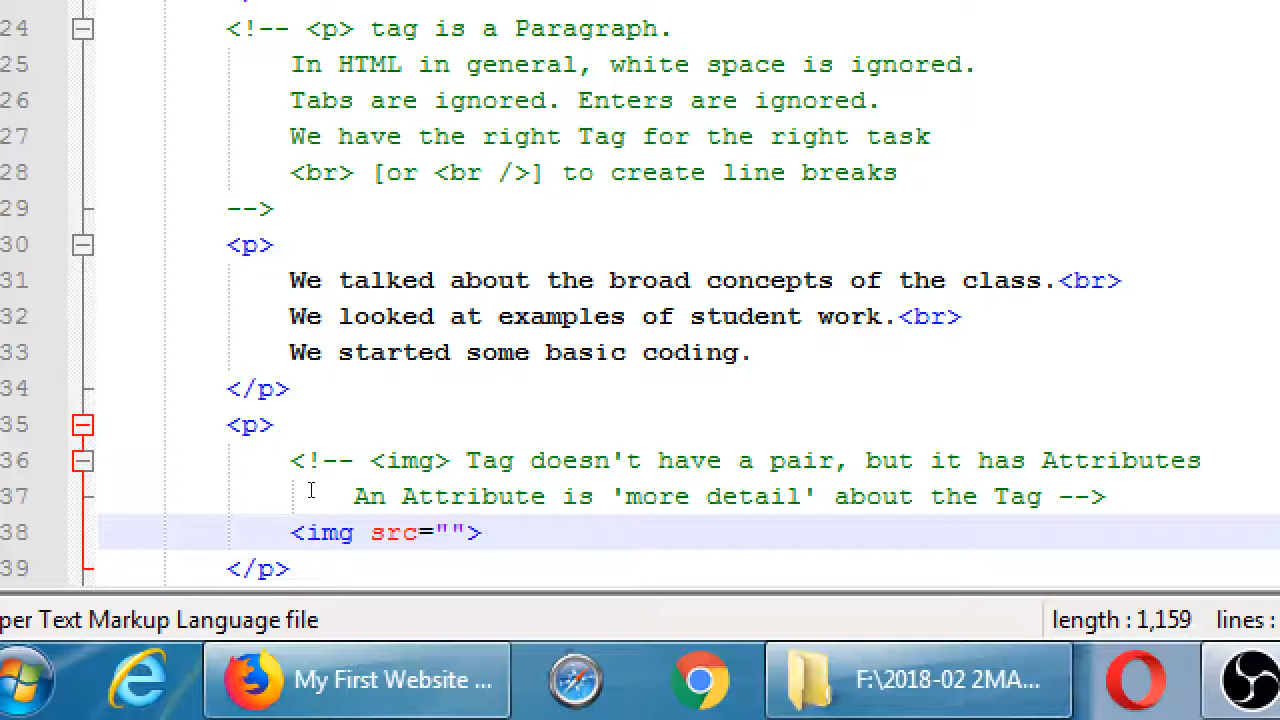 24 <!-- <p> tag is a Paragraph.
25 In HTML in general, white space is ignored.
26 Tabs are ignored. Enters are ignored.
27 We have the right Tag for the right task
28 <br> [or <br />] to create line breaks
29 -->
30 <p>
31 We talked about the broad concepts of the class.<br>
32 We looked at examples of student work.<br>
33 We started some basic coding.
34 </p>
35 <p>
36 <!-- <img> Tag doesn't have a pair, but it has Attributes
37 An Attribute is 'more detail' about the Tag -->
38 <img src="">
39 </p>
per Text Markup Language file length : 1,159 lines :
My First Website ... F:\2018-02 2MA...